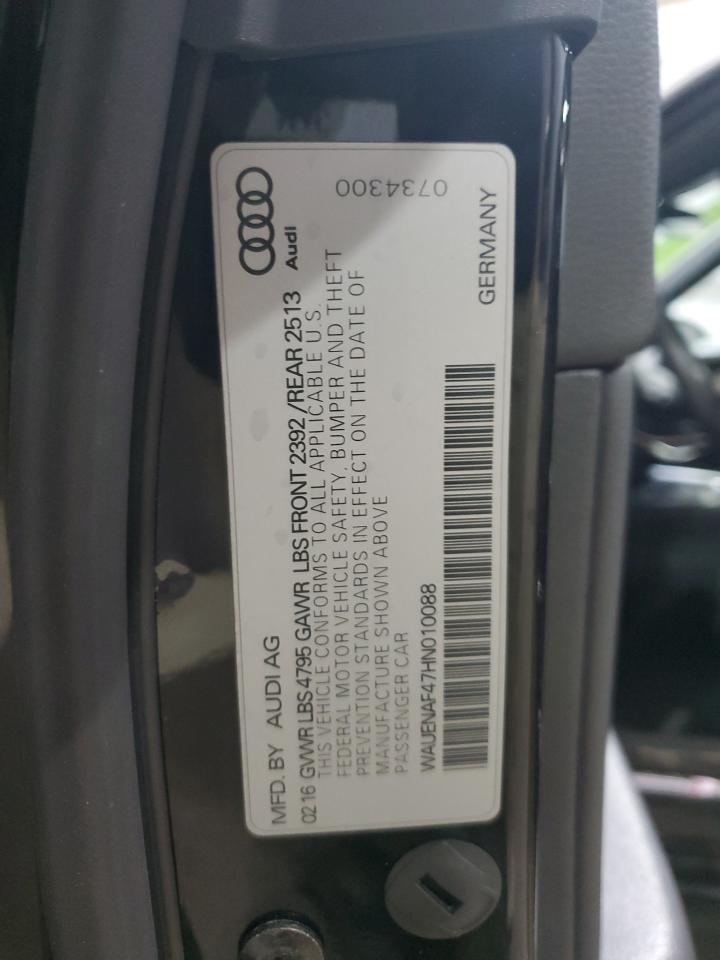 MFD. BY AUDI AG
02 16 GVWR LBS 4795 GAWR LBS FRONT 2392 /REAR 2513
THIS VEHICLE CONFORMS TO ALL APPLICABLE U.S.
FEDERAL MOTOR VEHICLE SAFETY, BUMPER AND THEFT
PREVENTION STANDARDS IN EFFECT ON THE DATE OF
MANUFACTURE SHOWN ABOVE
PASSENGER CAR
WAUENAF47HN010088
Audi
0734300
GERMANY